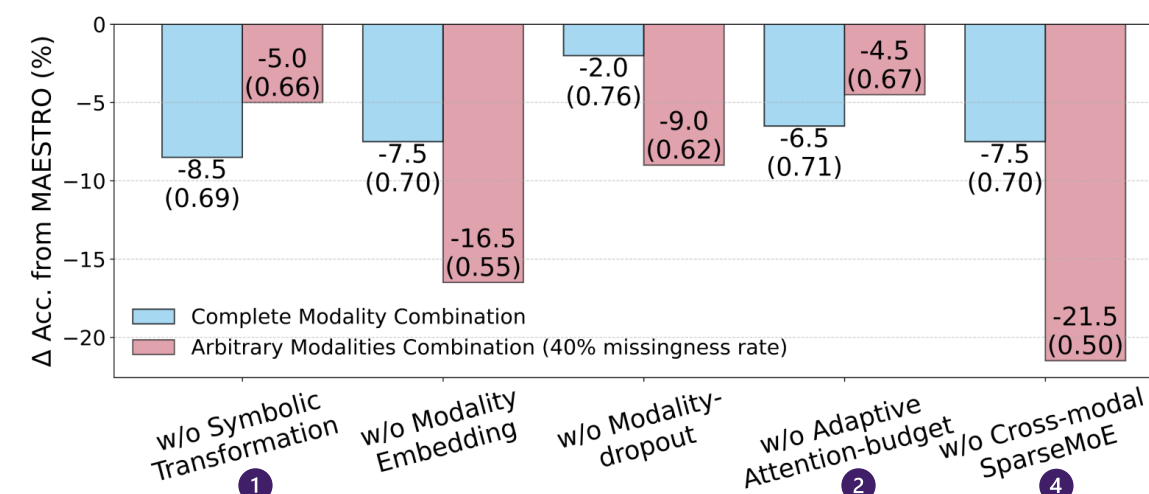 Δ Acc. from MAESTRO (%)
0
−5
−10
−15
−20
-8.5
(0.69)
-5.0
(0.66)
-7.5
(0.70)
-16.5
(0.55)
-2.0
(0.76)
-9.0
(0.62)
-6.5
(0.71)
-4.5
(0.67)
-7.5
(0.70)
-21.5
(0.50)
Complete Modality Combination
Arbitrary Modalities Combination (40% missingness rate)
w/o Symbolic
Transformation
1
w/o Modality
Embedding
w/o Modality-
dropout
w/o Adaptive
Attention-budget
2
w/o Cross-modal
SparseMoE
4